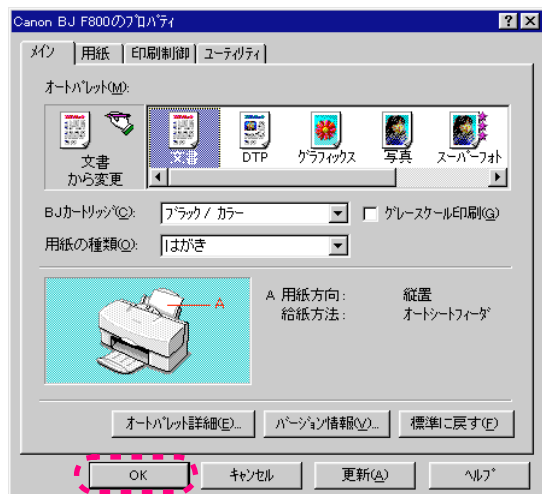 Canon BJ F800のﾌﾟﾛﾊﾟﾃｨ
ﾒｲﾝ 用紙 印刷制御 ﾕｰﾃｨﾘﾃｨ
ｵｰﾄﾊﾟﾚｯﾄ(M):
文書
から変更
文書 DTP ｸﾞﾗﾌｨｯｸｽ 写真 ｽｰﾊﾟｰﾌｫﾄ
BJｶｰﾄﾘｯｼﾞ(C): ﾌﾞﾗｯｸ / ｶﾗｰ ｸﾞﾚｰｽｹｰﾙ印刷(G)
用紙の種類(O): はがき
A
A 用紙方向: 縦置
給紙方法: ｵｰﾄｼｰﾄﾌｨｰﾀﾞ
ｵｰﾄﾊﾟﾚｯﾄ詳細(E)... ﾊﾞｰｼﾞｮﾝ情報(V)... 標準に戻す(F)
OK ｷｬﾝｾﾙ 更新(A) ﾍﾙﾌﾟ